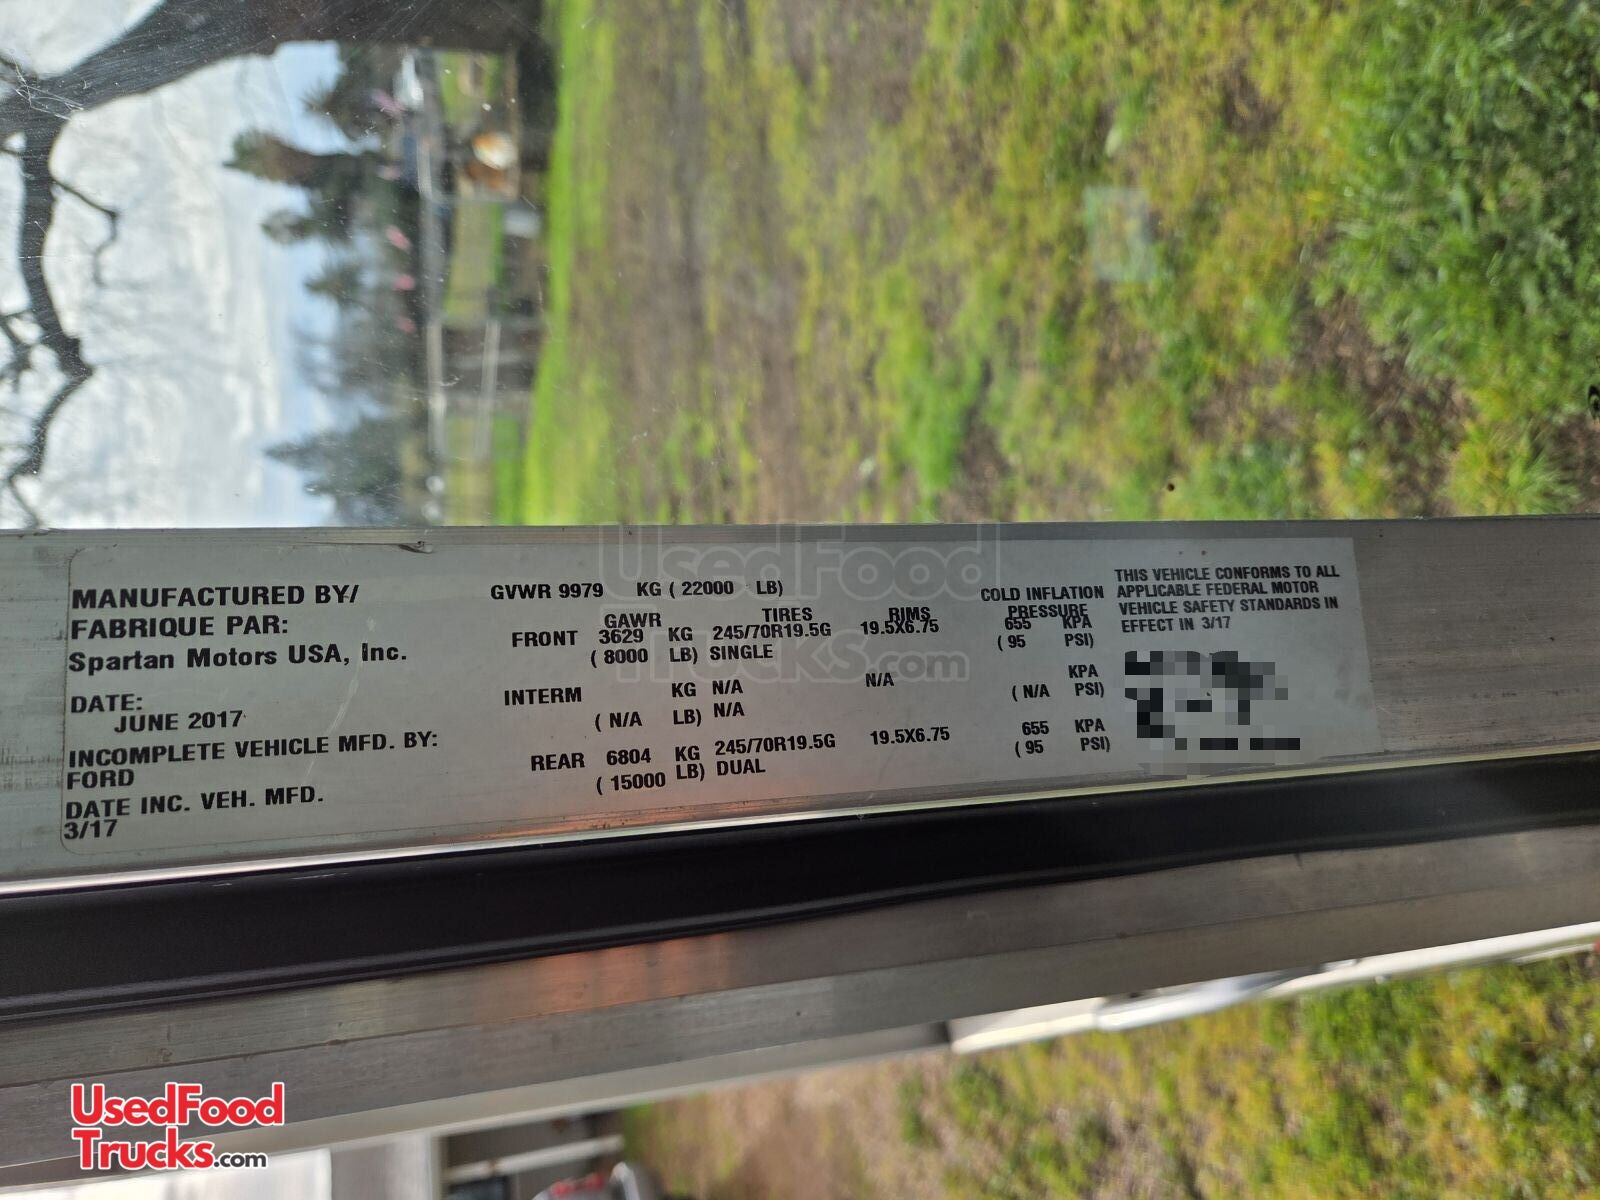 MANUFACTURED BY/
FABRIQUE PAR:
Spartan Motors USA, Inc.
DATE:
JUNE 2017
INCOMPLETE VEHICLE MFD. BY:
FORD
DATE INC. VEH. MFD.
3/17
GVWR 9979 KG ( 22000 LB)
GAWR TIRES RIMS COLD INFLATION PRESSURE
FRONT 3629 KG 245/70R19.5G 19.5X6.75 655 KPA
( 8000 LB) SINGLE ( 95 PSI)
INTERM KG N/A N/A KPA
( N/A LB) N/A ( N/A PSI)
REAR 6804 KG 245/70R19.5G 19.5X6.75 655 KPA
( 15000 LB) DUAL ( 95 PSI)
THIS VEHICLE CONFORMS TO ALL
APPLICABLE FEDERAL MOTOR
VEHICLE SAFETY STANDARDS IN
EFFECT IN 3/17
UsedFood
Trucks.com
UsedFood
Trucks.com